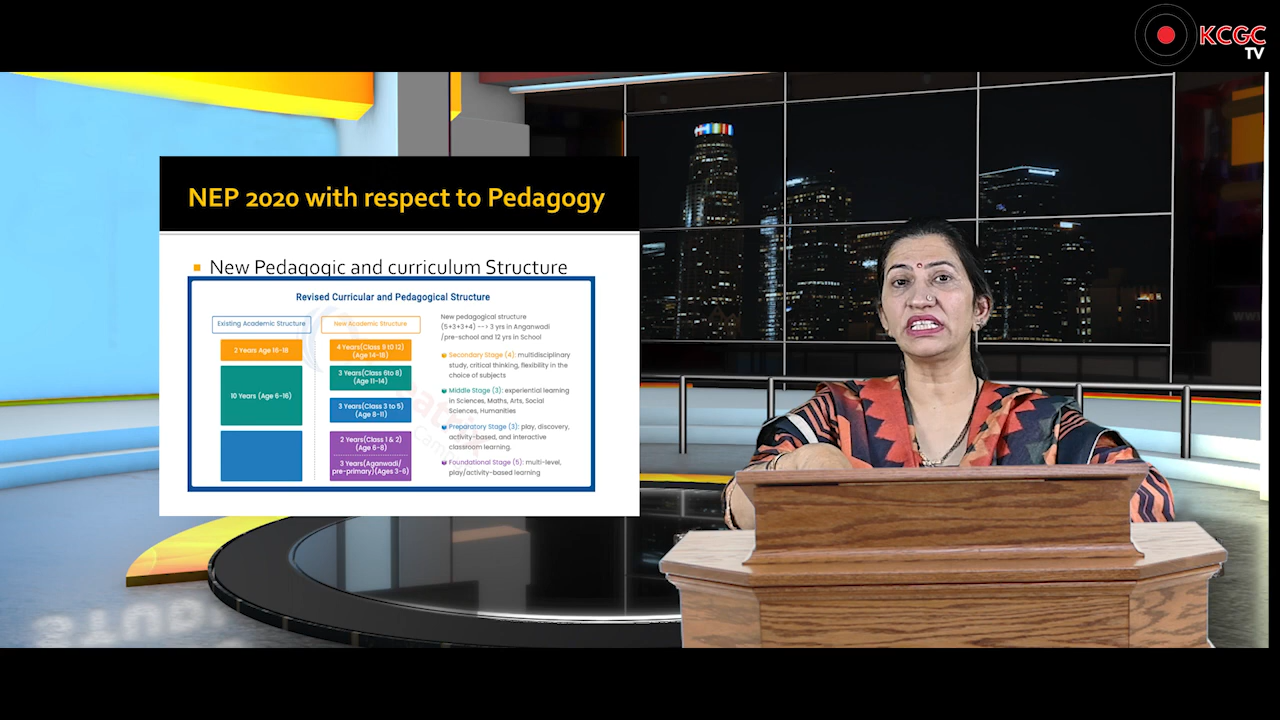 KCGC
TV
NEP 2020 with respect to Pedagogy
New Pedagogic and curriculum Structure
Revised Curricular and Pedagogical Structure
Existing Academic Structure
2 Years Age 16-18
10 Years (Age 6-16)
New Academic Structure
4 Years(Class 9 to 12)
(Age 14-18)
3 Years(Class 6to 8)
(Age 11-14)
3 Years(Class 3 to 5)
(Age 8-11)
2 Years(Class 1 & 2)
(Age 6-8)
3 Years(Aganwadi/
pre-primary)(Ages 3-6)
New pedagogical structure
(5+3+3+4) --> 3 yrs in Anganwadi
/pre-school and 12 yrs in School
Secondary Stage (4): multidisciplinary
study, critical thinking, flexibility in the
choice of subjects
Middle Stage (3): experiential learning
in Sciences, Maths, Arts, Social
Sciences, Humanities
Preparatory Stage (3): play, discovery,
activity-based, and interactive
classroom learning.
Foundational Stage (5): multi-level,
play/activity-based learning